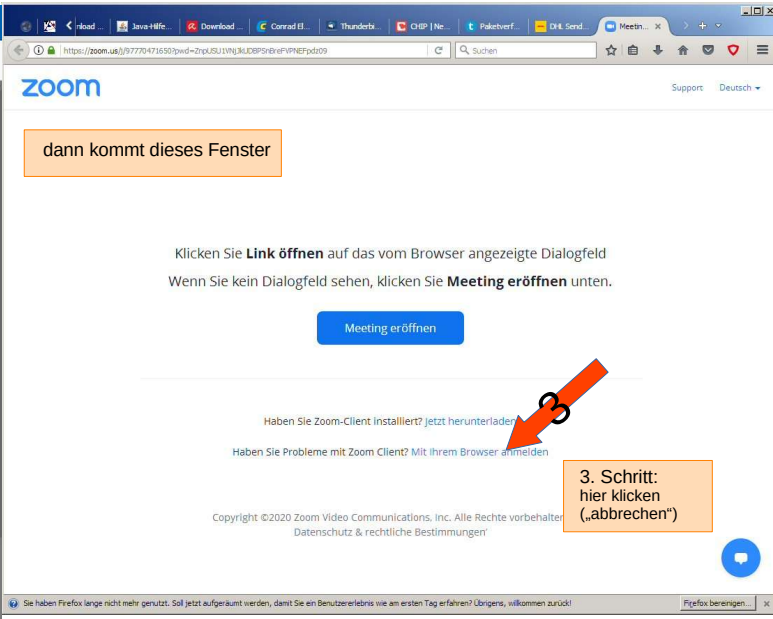 nload ... Java-Hilfe... Download ... Conrad El... Thunderbi... CHIP | Ne... Paketverf... DHL Send... Meetin...
https://zoom.us/j/97770471650?pwd= Suchen
zoom
Support Deutsch
dann kommt dieses Fenster
Klicken Sie Link öffnen auf das vom Browser angezeigte Dialogfeld
Wenn Sie kein Dialogfeld sehen, klicken Sie Meeting eröffnen unten.
Meeting eröffnen
3
Haben Sie Zoom-Client installiert? Jetzt herunterladen
Haben Sie Probleme mit Zoom Client? Mit Ihrem Browser anmelden
3. Schritt:
hier klicken
(„abbrechen“)
Copyright ©2020 Zoom Video Communications, Inc. Alle Rechte vorbehalten
Datenschutz & rechtliche Bestimmungen
Sie haben Firefox lange nicht mehr genutzt. Soll jetzt aufgeräumt werden, damit Sie ein Benutzererlebnis wie am ersten Tag erfahren? Übrigens, willkommen zurück! Firefox bereinigen...